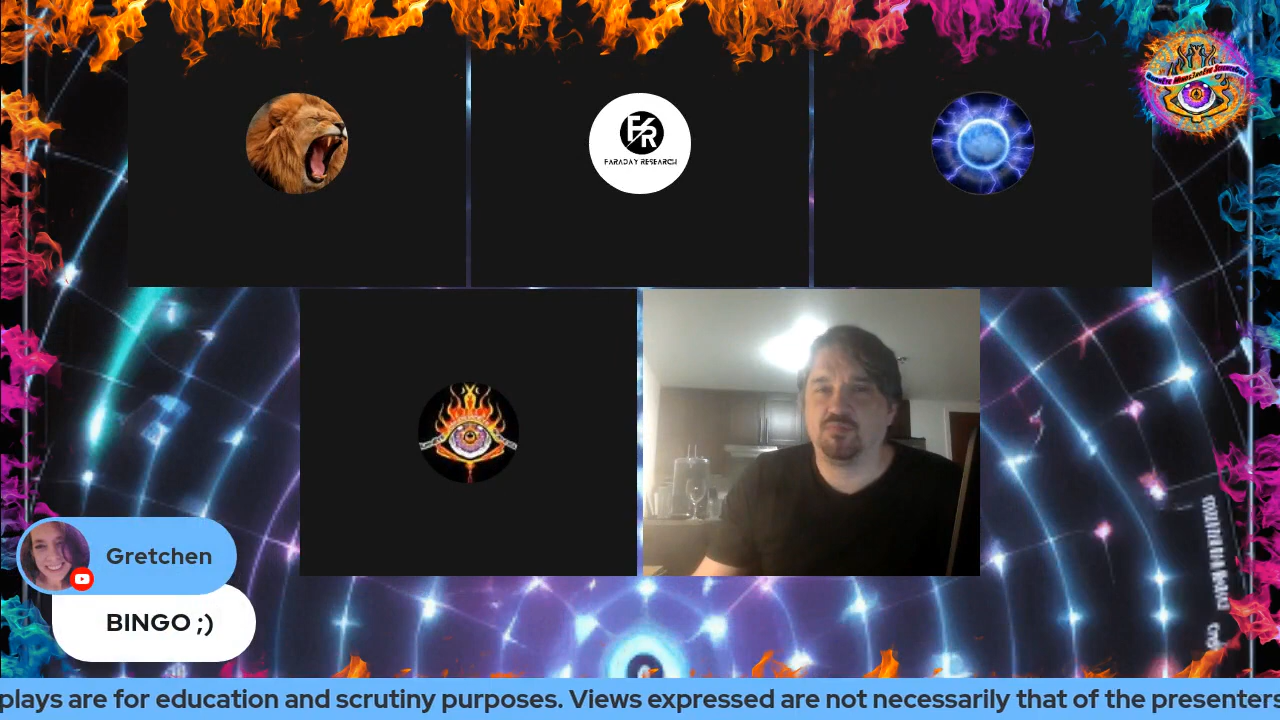 FARADAY RESEARCH
Gretchen
BINGO ;)
plays are for education and scrutiny purposes. Views expressed are not necessarily that of the presenters